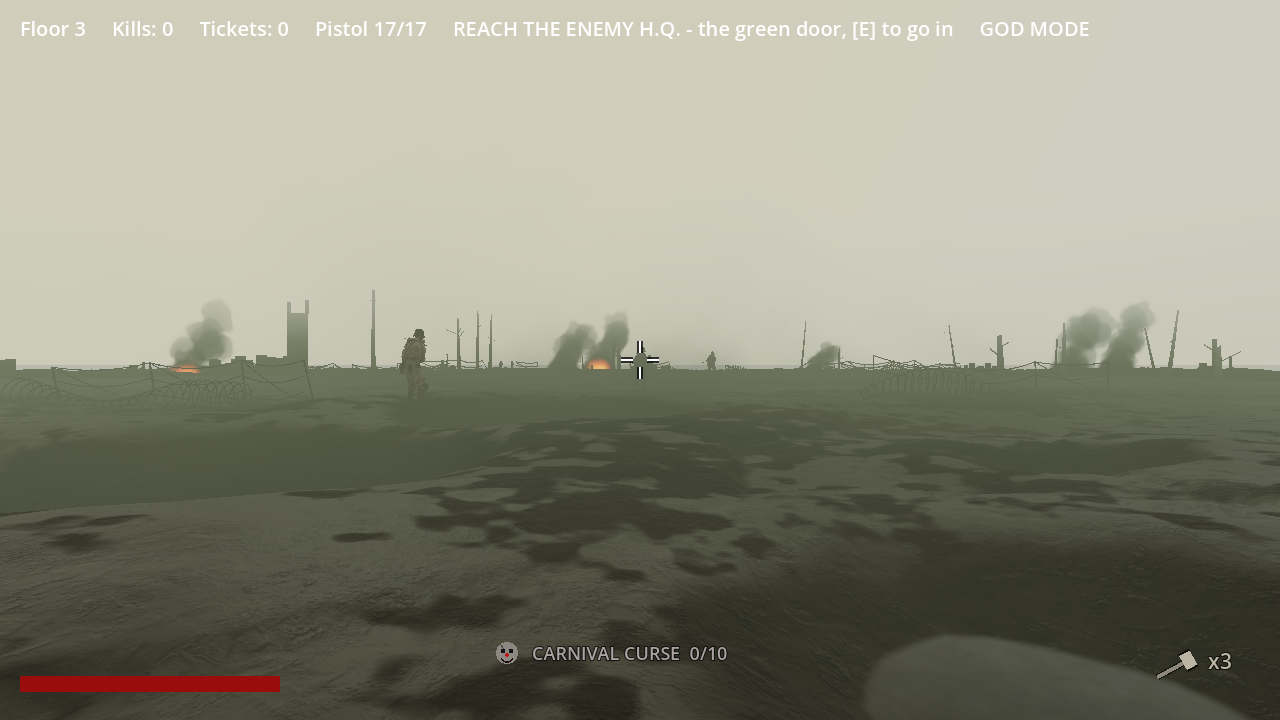 Floor 3 Kills: 0 Tickets: 0 Pistol 17/17 REACH THE ENEMY H.Q. - the green door, [E] to go in GOD MODE
CARNIVAL CURSE 0/10
x3